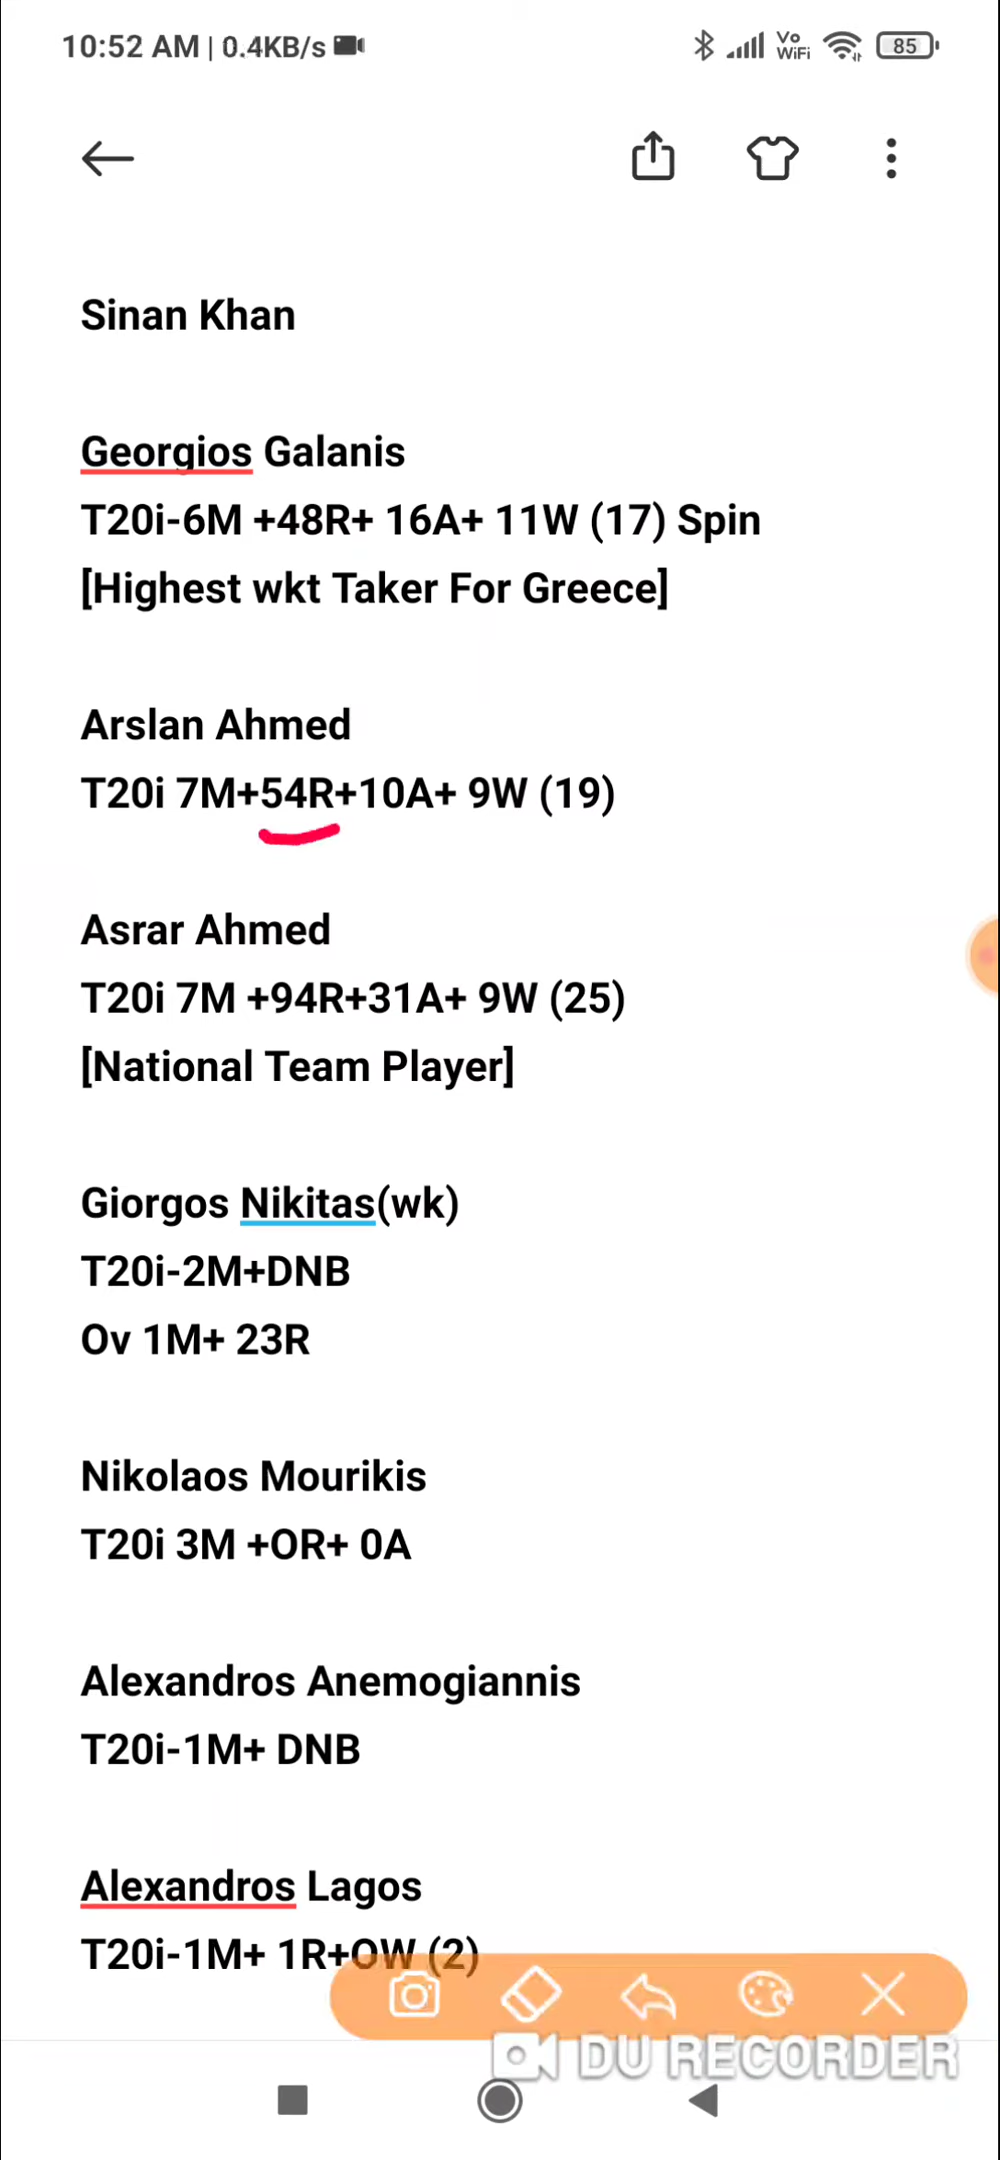 10:52 AM | 0.4KB/s
Vo WiFi
85
Sinan Khan
Georgios Galanis
T20i-6M +48R+ 16A+ 11W (17) Spin
[Highest wkt Taker For Greece]
Arslan Ahmed
T20i 7M+54R+10A+ 9W (19)
Asrar Ahmed
T20i 7M +94R+31A+ 9W (25)
[National Team Player]
Giorgos Nikitas(wk)
T20i-2M+DNB
Ov 1M+ 23R
Nikolaos Mourikis
T20i 3M +OR+ 0A
Alexandros Anemogiannis
T20i-1M+ DNB
Alexandros Lagos
T20i-1M+ 1R+OW (2)
DU RECORDER